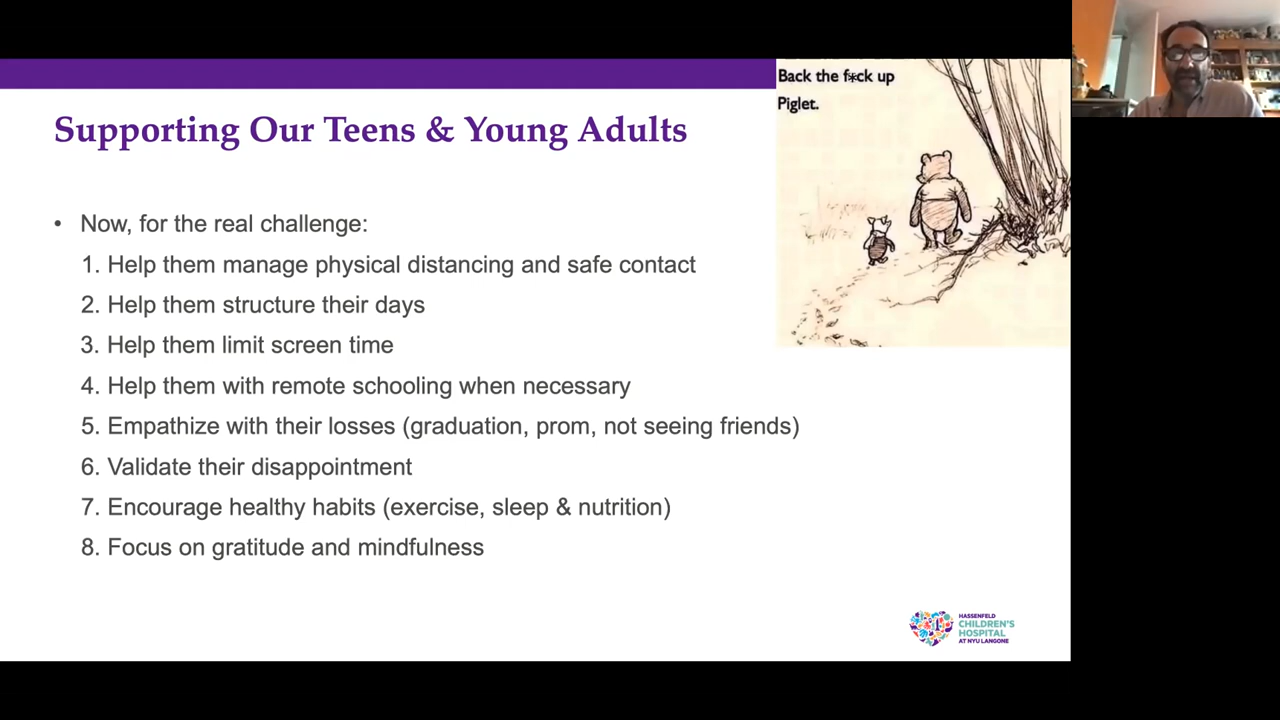 Back the f*ck up
Piglet.
Supporting Our Teens & Young Adults
• Now, for the real challenge:
1. Help them manage physical distancing and safe contact
2. Help them structure their days
3. Help them limit screen time
4. Help them with remote schooling when necessary
5. Empathize with their losses (graduation, prom, not seeing friends)
6. Validate their disappointment
7. Encourage healthy habits (exercise, sleep & nutrition)
8. Focus on gratitude and mindfulness
HASSENFELD
CHILDREN'S
HOSPITAL
AT NYU LANGONE